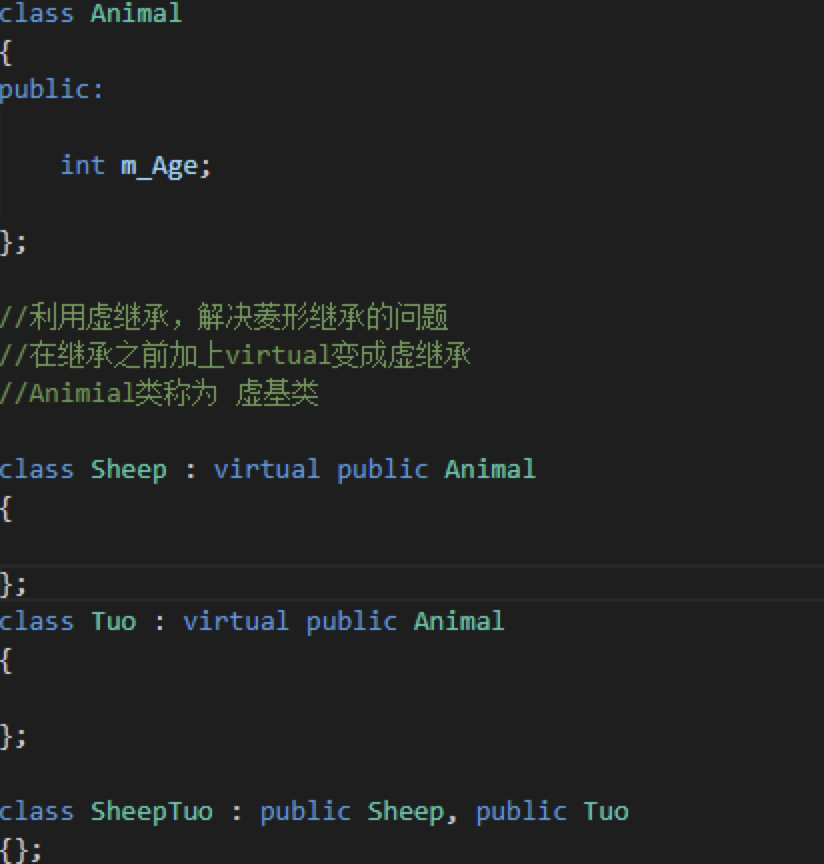 class Animal
{
public:
    int m_Age;
};
//利用虚继承，解决菱形继承的问题
//在继承之前加上virtual变成虚继承
//Animial类称为 虚基类
class Sheep : virtual public Animal
{
};
class Tuo : virtual public Animal
{
};
class SheepTuo : public Sheep, public Tuo
{};